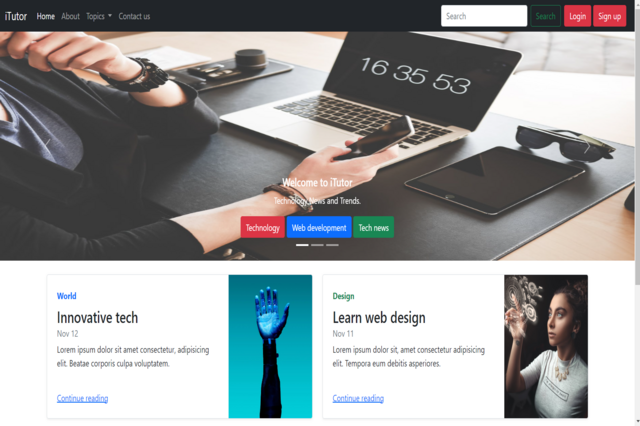 iTutor Home About Topics Contact us Search Search Login Sign up
16 35 53
Welcome to iTutor
Technology News and Trends.
Technology Web development Tech news
World
Innovative tech
Nov 12
Lorem ipsum dolor sit amet consectetur, adipisicing
elit. Beatae corporis culpa voluptatem.
Continue reading
Design
Learn web design
Nov 11
Lorem ipsum dolor sit amet consectetur adipisicing
elit. Tempora eum debitis asperiores.
Continue reading